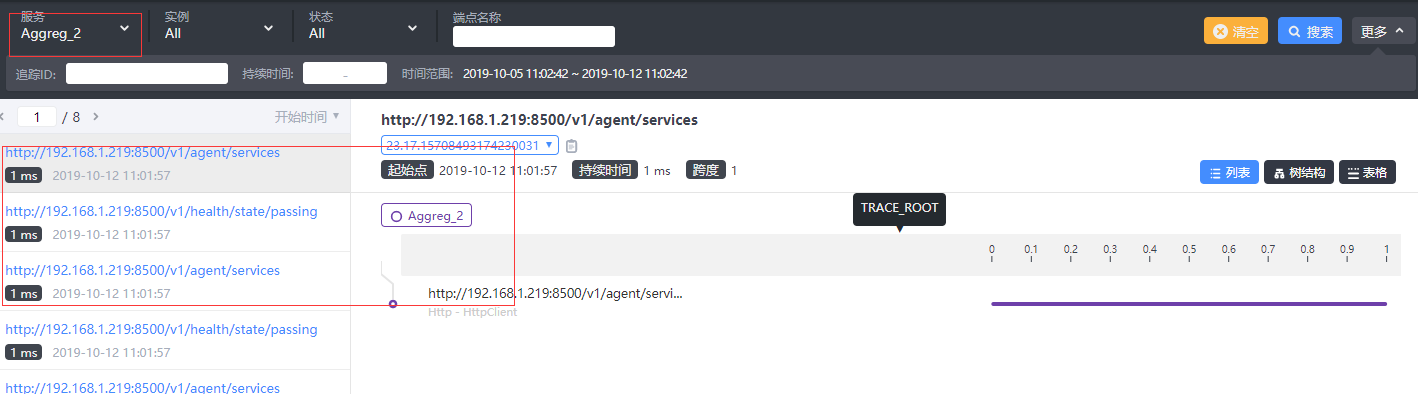 服务 实例 状态 端点名称
Aggreg_2 All All
清空 搜索 更多
追踪ID: 持续时间: - 时间范围: 2019-10-05 11:02:42 ~ 2019-10-12 11:02:42
1 / 8 开始时间
http://192.168.1.219:8500/v1/agent/services
1 ms 2019-10-12 11:01:57
http://192.168.1.219:8500/v1/health/state/passing
1 ms 2019-10-12 11:01:57
http://192.168.1.219:8500/v1/agent/services
1 ms 2019-10-12 11:01:57
http://192.168.1.219:8500/v1/health/state/passing
1 ms 2019-10-12 11:01:57
http://192.168.1.219:8500/v1/agent/services
http://192.168.1.219:8500/v1/agent/services
23.17.15708493174230031
起始点 2019-10-12 11:01:57 持续时间 1 ms 跨度 1
列表 树结构 表格
Aggreg_2
TRACE_ROOT
0 0.1 0.2 0.3 0.4 0.5 0.6 0.7 0.8 0.9 1
http://192.168.1.219:8500/v1/agent/servi...
Http - HttpClient